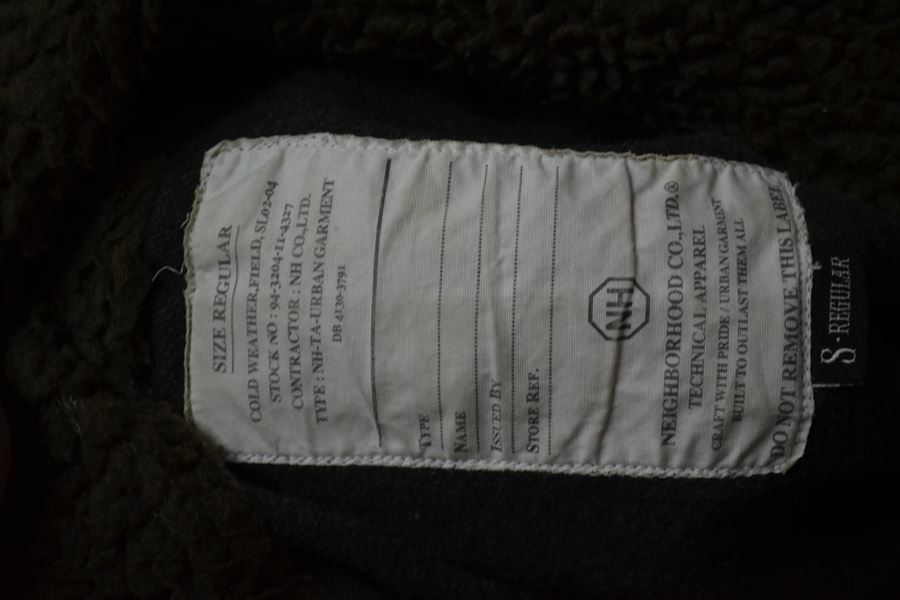 SIZE REGULAR
COLD WEATHER,FIELD, SL02-04
STOCK NO : 94-3204-11-4327
CONTRACTOR : NH CO.,LTD.
TYPE : NH-TA-URBAN GARMENT
DB 4130-3791
TYPE
NAME
ISSUED BY
STORE REF.
NH
NEIGHBORHOOD CO.,LTD.®
TECHNICAL APPAREL
CRAFT WITH PRIDE / URBAN GARMENT
BUILT TO OUTLAST THEM ALL
DO NOT REMOVE THIS LABEL
S-REGULAR